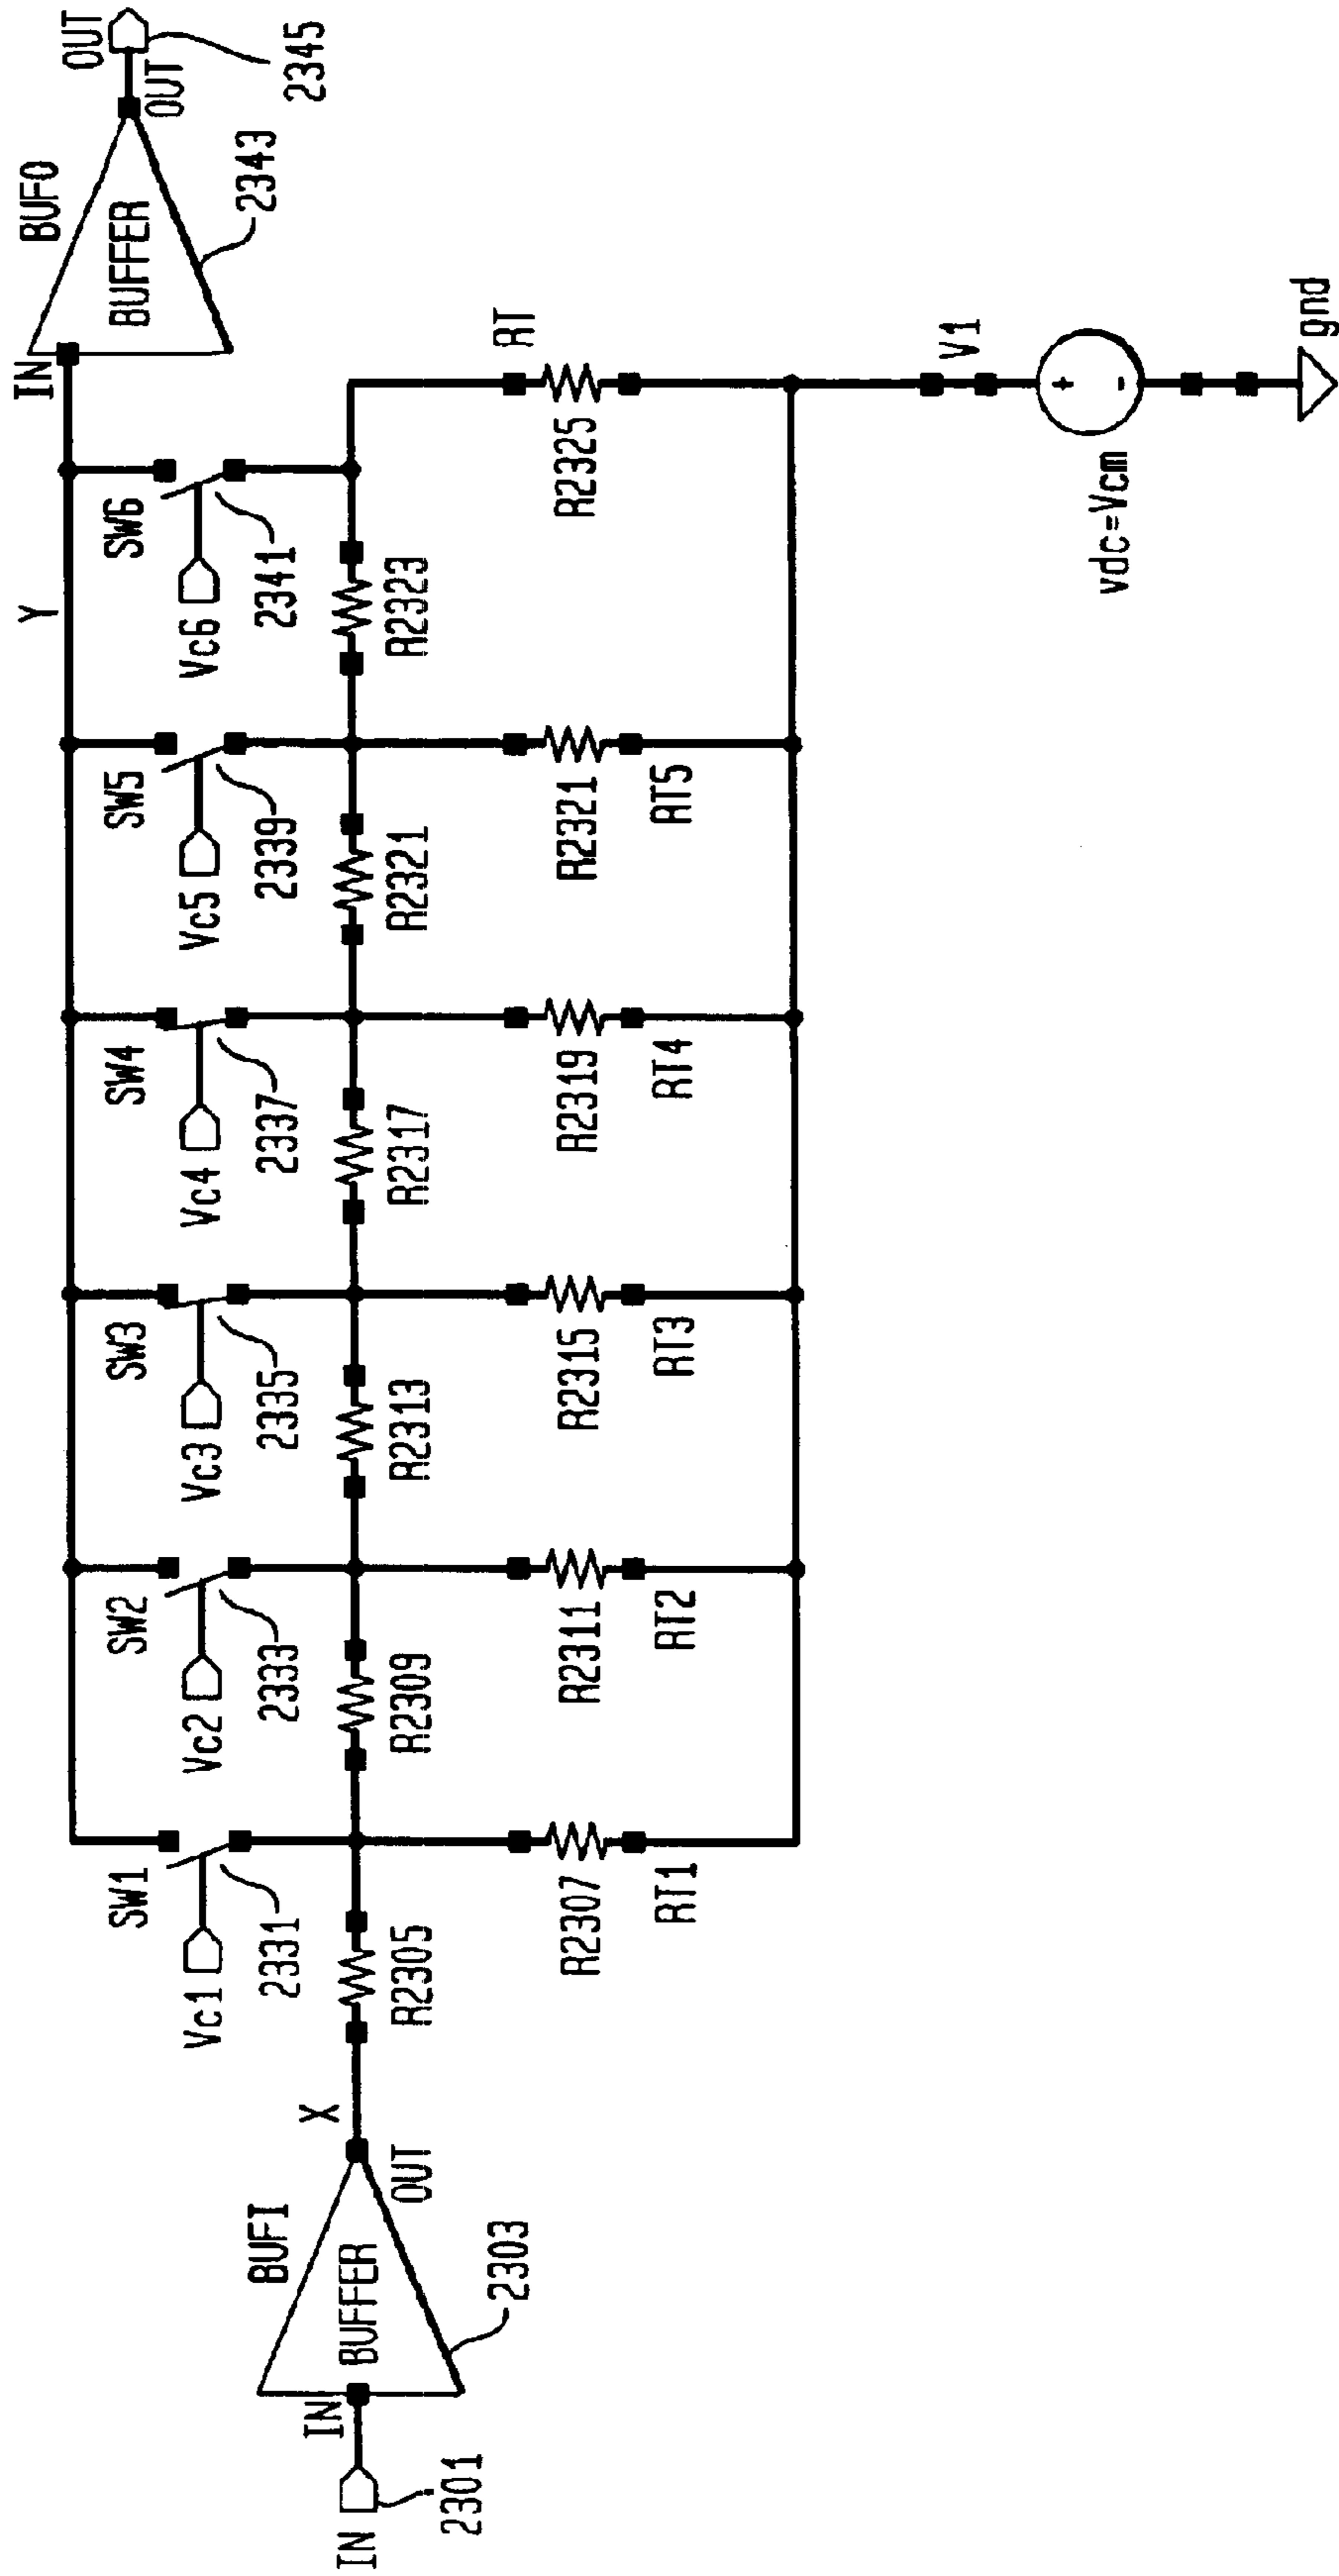 BUFO
OUT
IN
BUFFER
OUT
2345
2343
Y
SW1
SW2
SW3
SW4
SW5
SW6
Vc1
Vc2
Vc3
Vc4
Vc5
Vc6
2331
2333
2335
2337
2339
2341
BUFI
X
IN
IN
BUFFER
OUT
R2305
R2309
R2313
R2317
R2321
R2323
2301
2303
R2307
R2311
R2315
R2319
R2321
R2325
RT
RT1
RT2
RT3
RT4
RT5
V1
+
-
vdc=Vcm
gnd